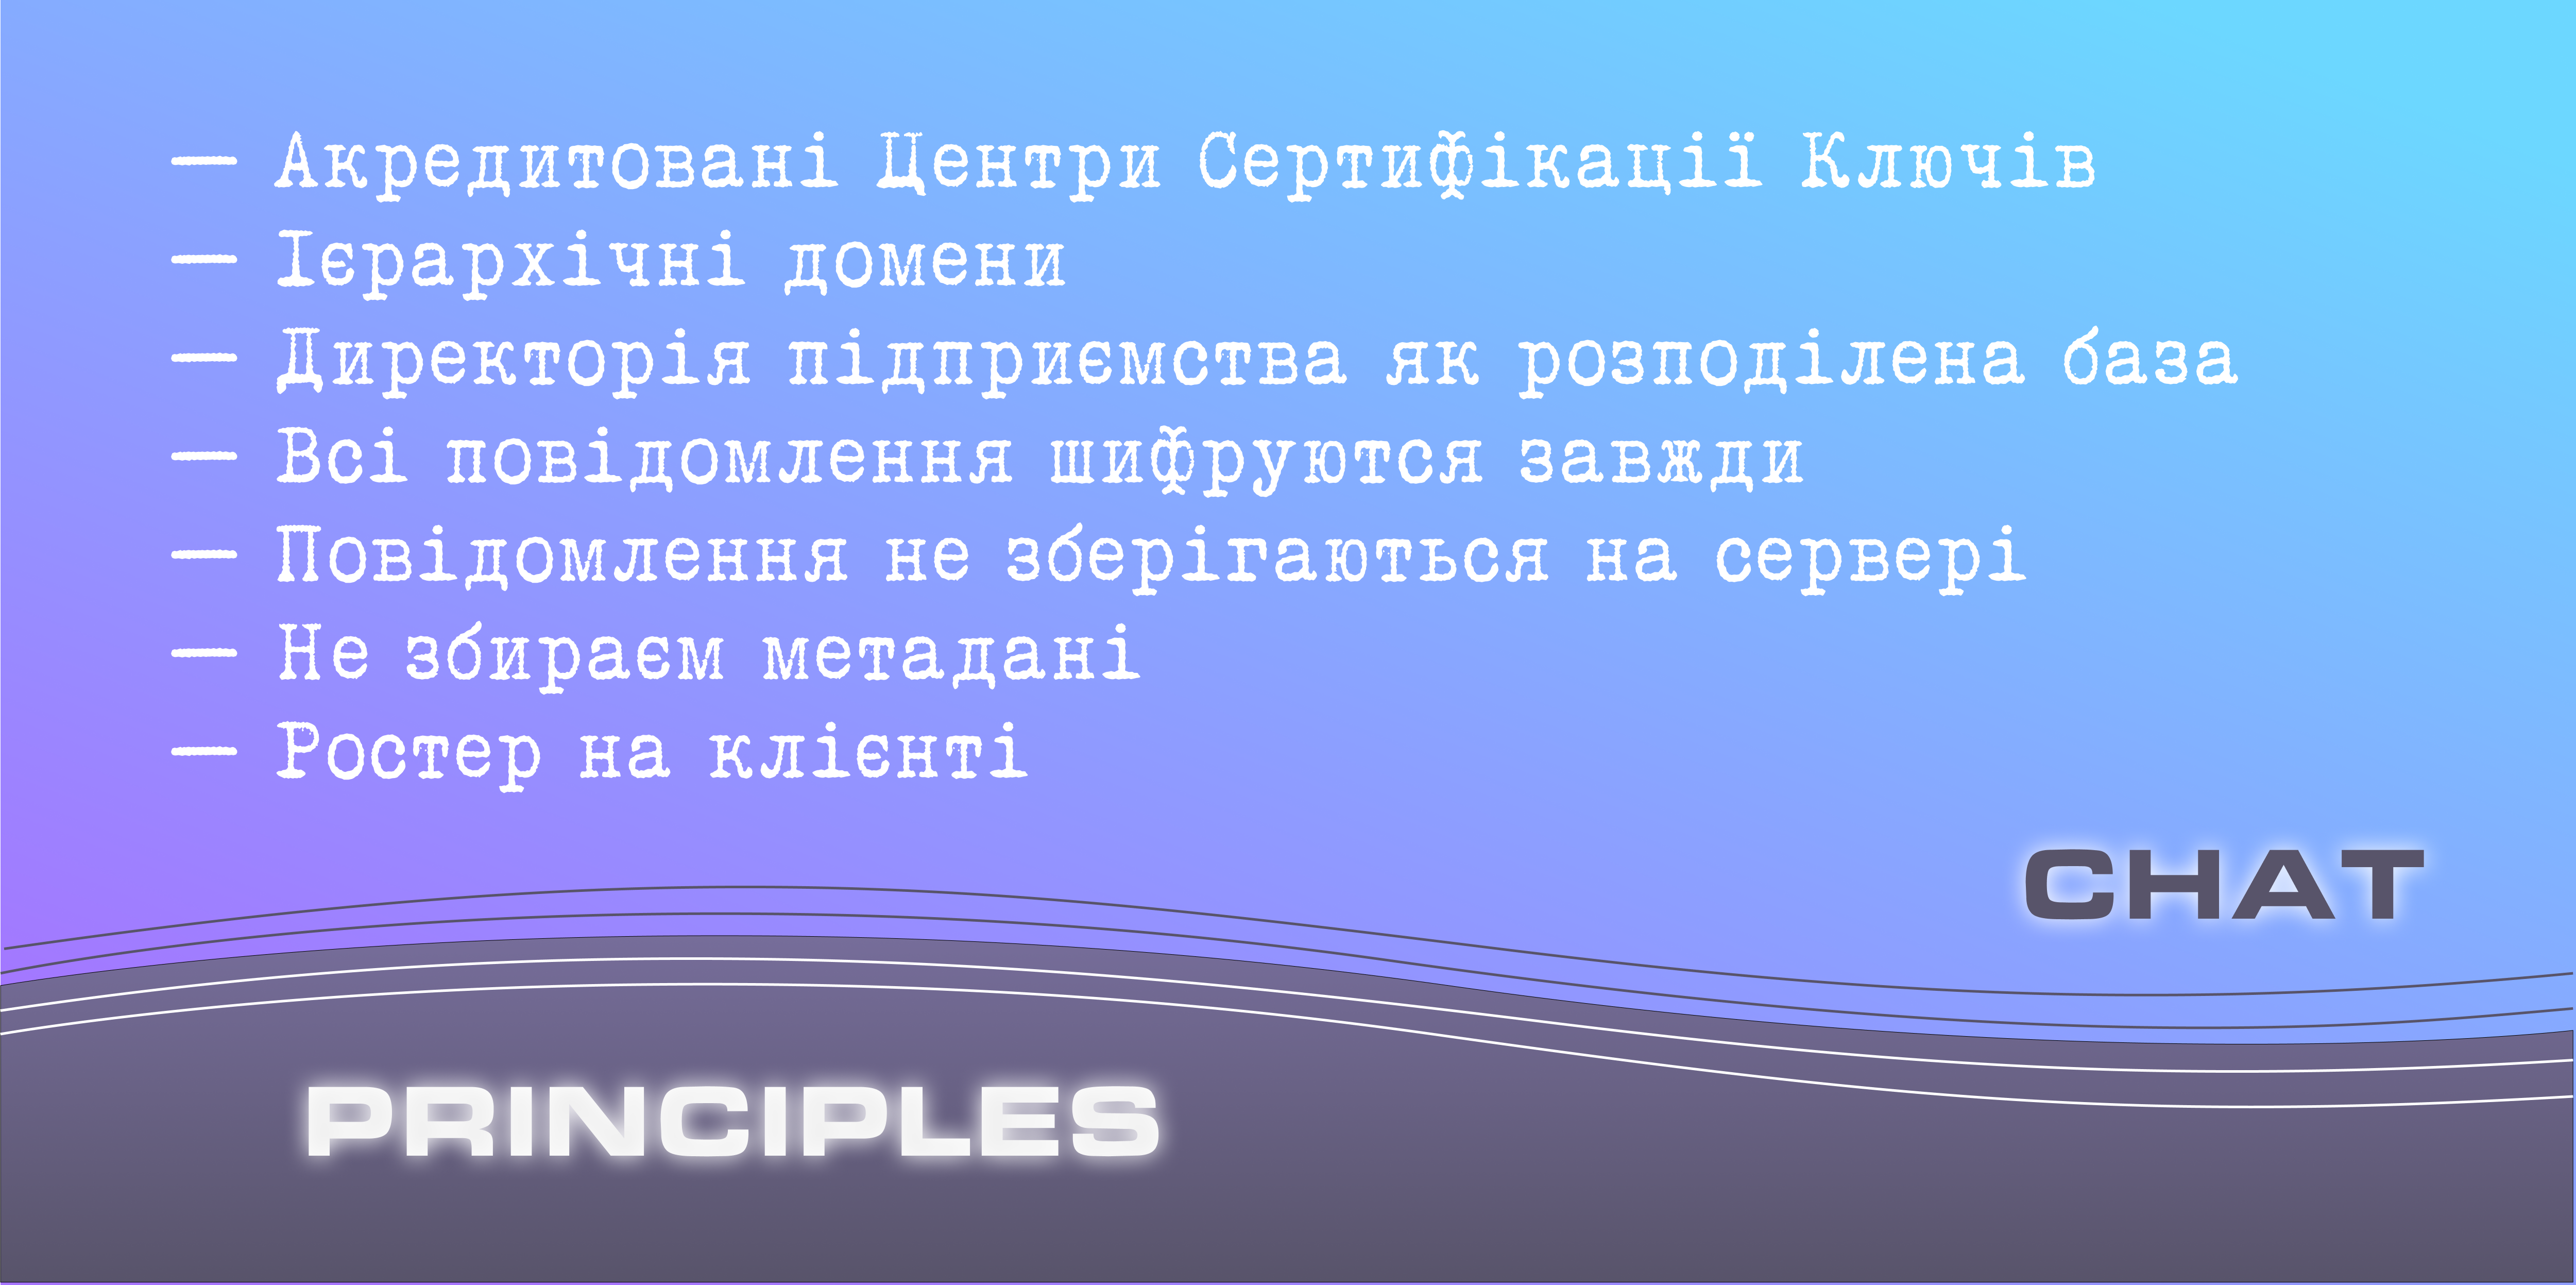 — Акредитовані Центри Сертифікації Ключів
— Ієрархічні домени
— Директорія підприємства як розподілена база
— Всі повідомлення шифруются завжди
— Повідомлення не зберігаються на сервері
— Не збираєм метадані
— Ростер на клієнті
CHAT
PRINCIPLES